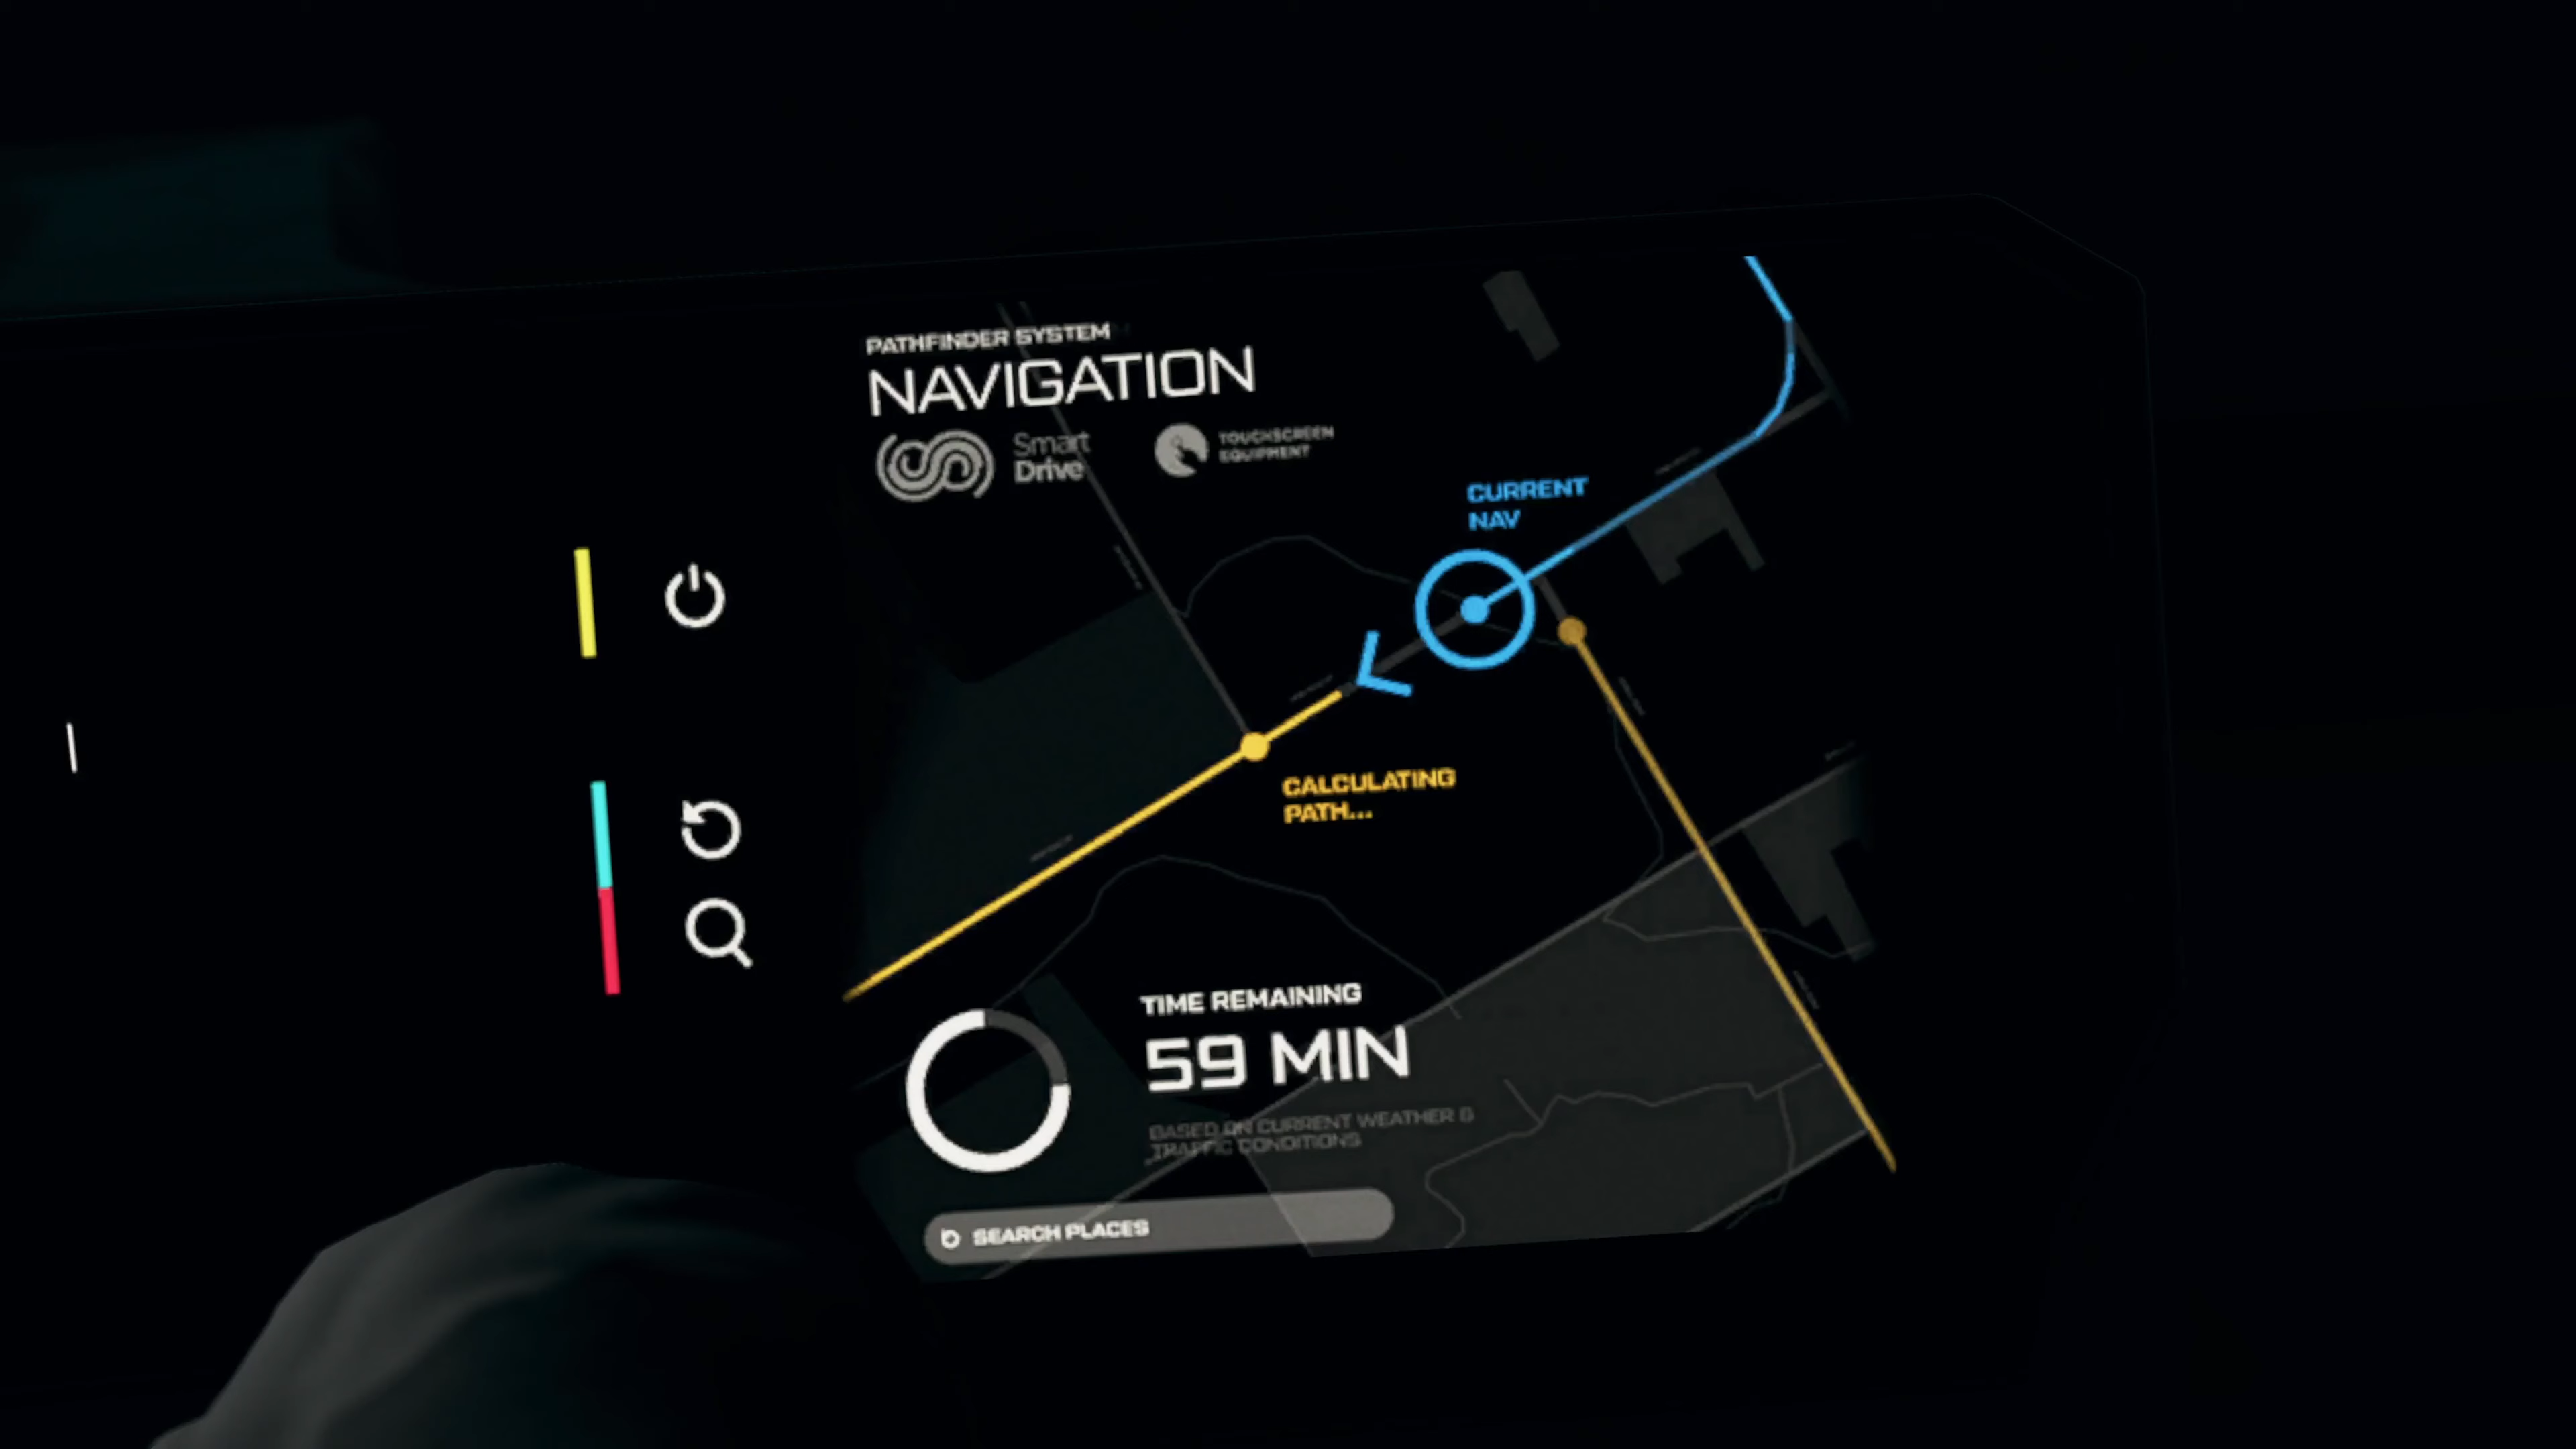 PATHFINDER SYSTEM
NAVIGATION
Smart
Drive
TOUCHSCREEN
EQUIPMENT
CURRENT
NAV
CALCULATING
PATH...
TIME REMAINING
59 MIN
BASED ON CURRENT WEATHER &
TRAFFIC CONDITIONS
SEARCH PLACES